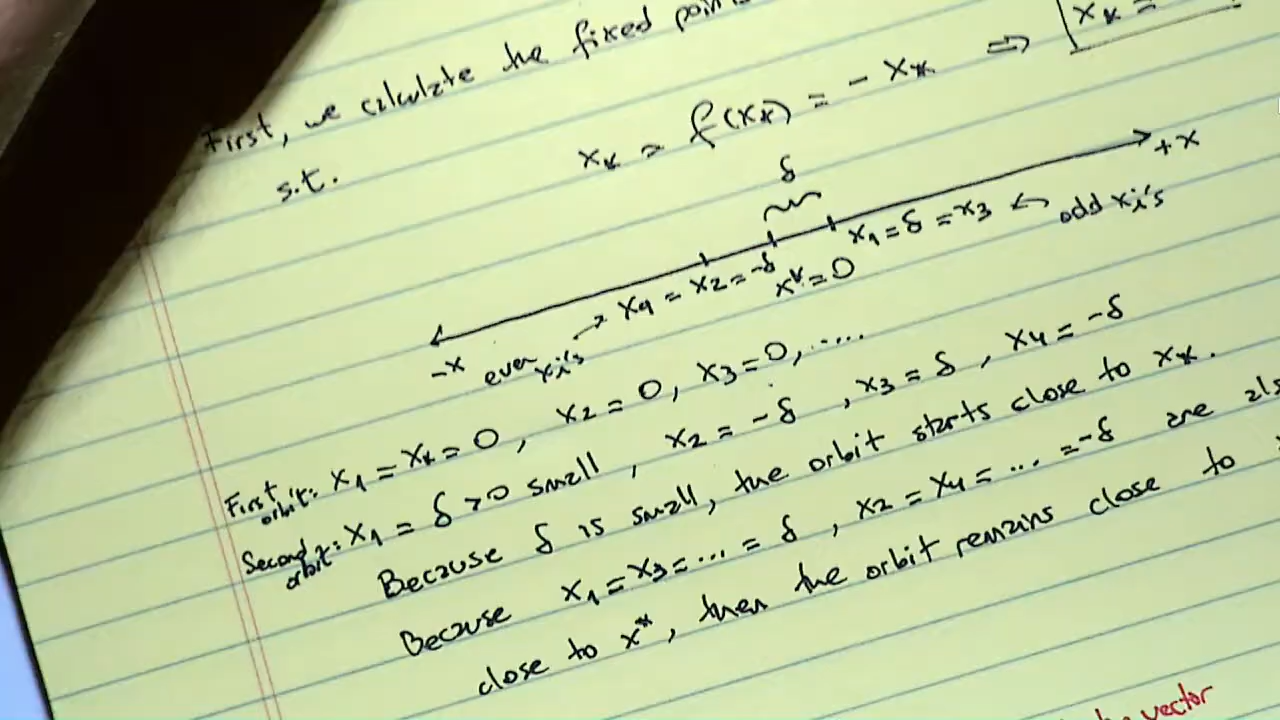 First, we calculate the fixed
s.t. x* = f(x*) = - x* ⇒ x* =
δ
+x
x1 = δ = x3 ← odd xi's
x* = 0
→ x4 = x2 = -δ
-x even xi's
First orbit: x1 = x* = 0, x2 = 0, x3 = 0, .....
Second orbit: x1 = δ > 0 small, x2 = -δ, x3 = δ, x4 = -δ
Because δ is small, the orbit starts close to x*.
Because x1 = x3 = ... = δ, x2 = x4 = ... = -δ are
close to x*, then the orbit remains close to
vector